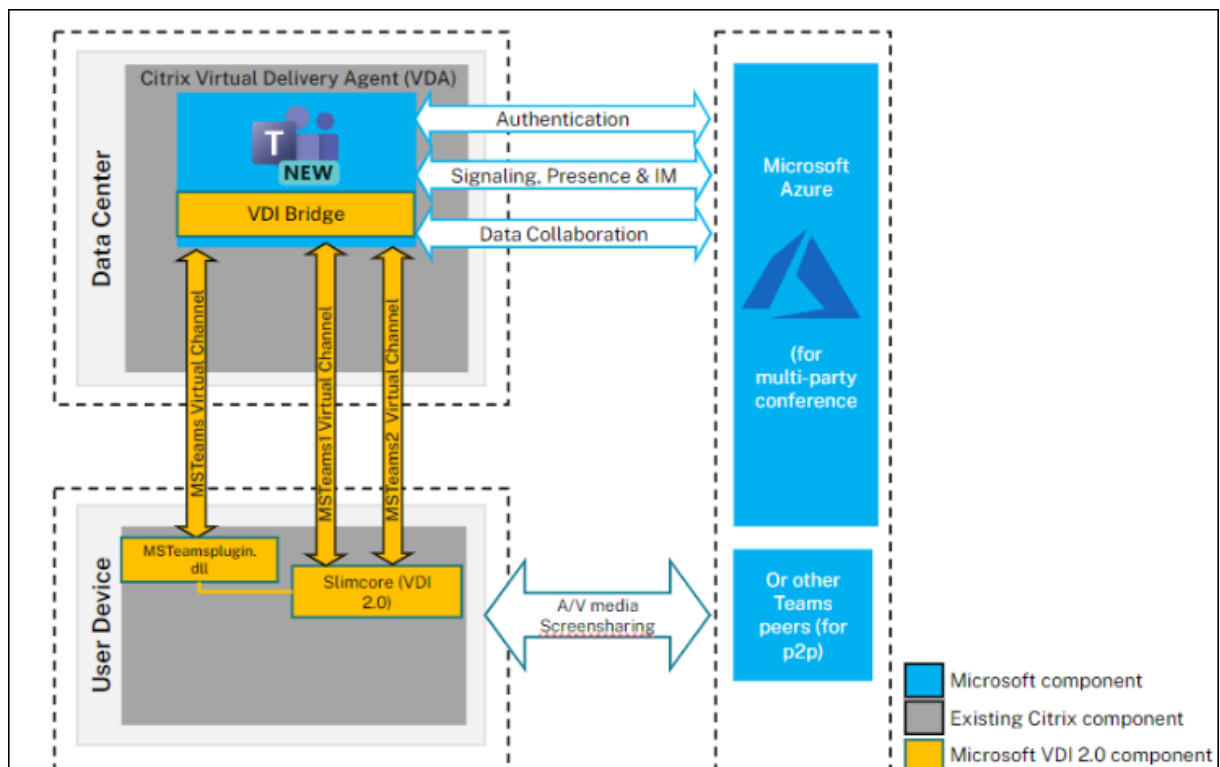 Citrix Virtual Delivery Agent (VDA)
Data Center
T
NEW
VDI Bridge
Authentication
Signaling, Presence & IM
Data Collaboration
Microsoft
Azure
(for
multi-party
conference
MSTeams Virtual Channel
MSTeams1 Virtual Channel
MSTeams2 Virtual Channel
User Device
MSTeamsplugin.
dll
Slimcore (VDI
2.0)
A/V media
Screensharing
Or other
Teams
peers (for
p2p)
Microsoft component
Existing Citrix component
Microsoft VDI 2.0 component